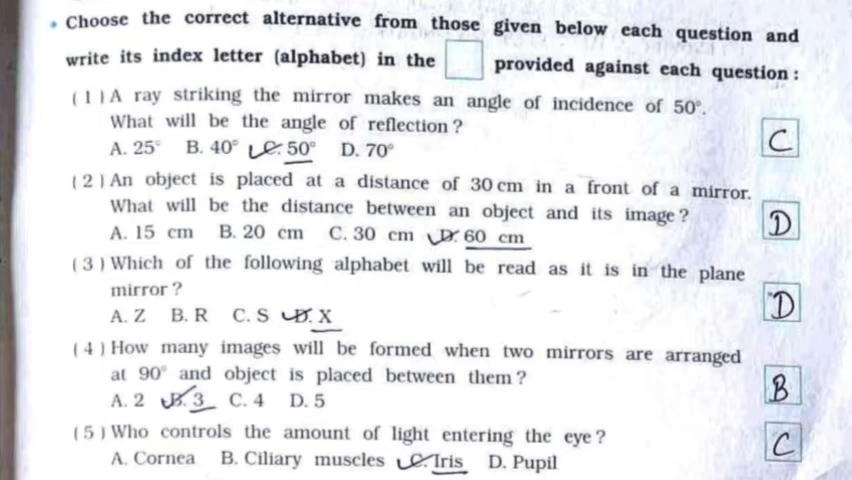 • Choose the correct alternative from those given below each question and
write its index letter (alphabet) in the provided against each question :
( 1 ) A ray striking the mirror makes an angle of incidence of 50°.
What will be the angle of reflection ?
A. 25° B. 40° C. 50° D. 70°
C
( 2 ) An object is placed at a distance of 30 cm in a front of a mirror.
What will be the distance between an object and its image ?
A. 15 cm B. 20 cm C. 30 cm D. 60 cm
D
( 3 ) Which of the following alphabet will be read as it is in the plane
mirror ?
A. Z B. R C. S D. X
D
( 4 ) How many images will be formed when two mirrors are arranged
at 90° and object is placed between them ?
A. 2 B. 3 C. 4 D. 5
B
( 5 ) Who controls the amount of light entering the eye ?
A. Cornea B. Ciliary muscles C. Iris D. Pupil
C